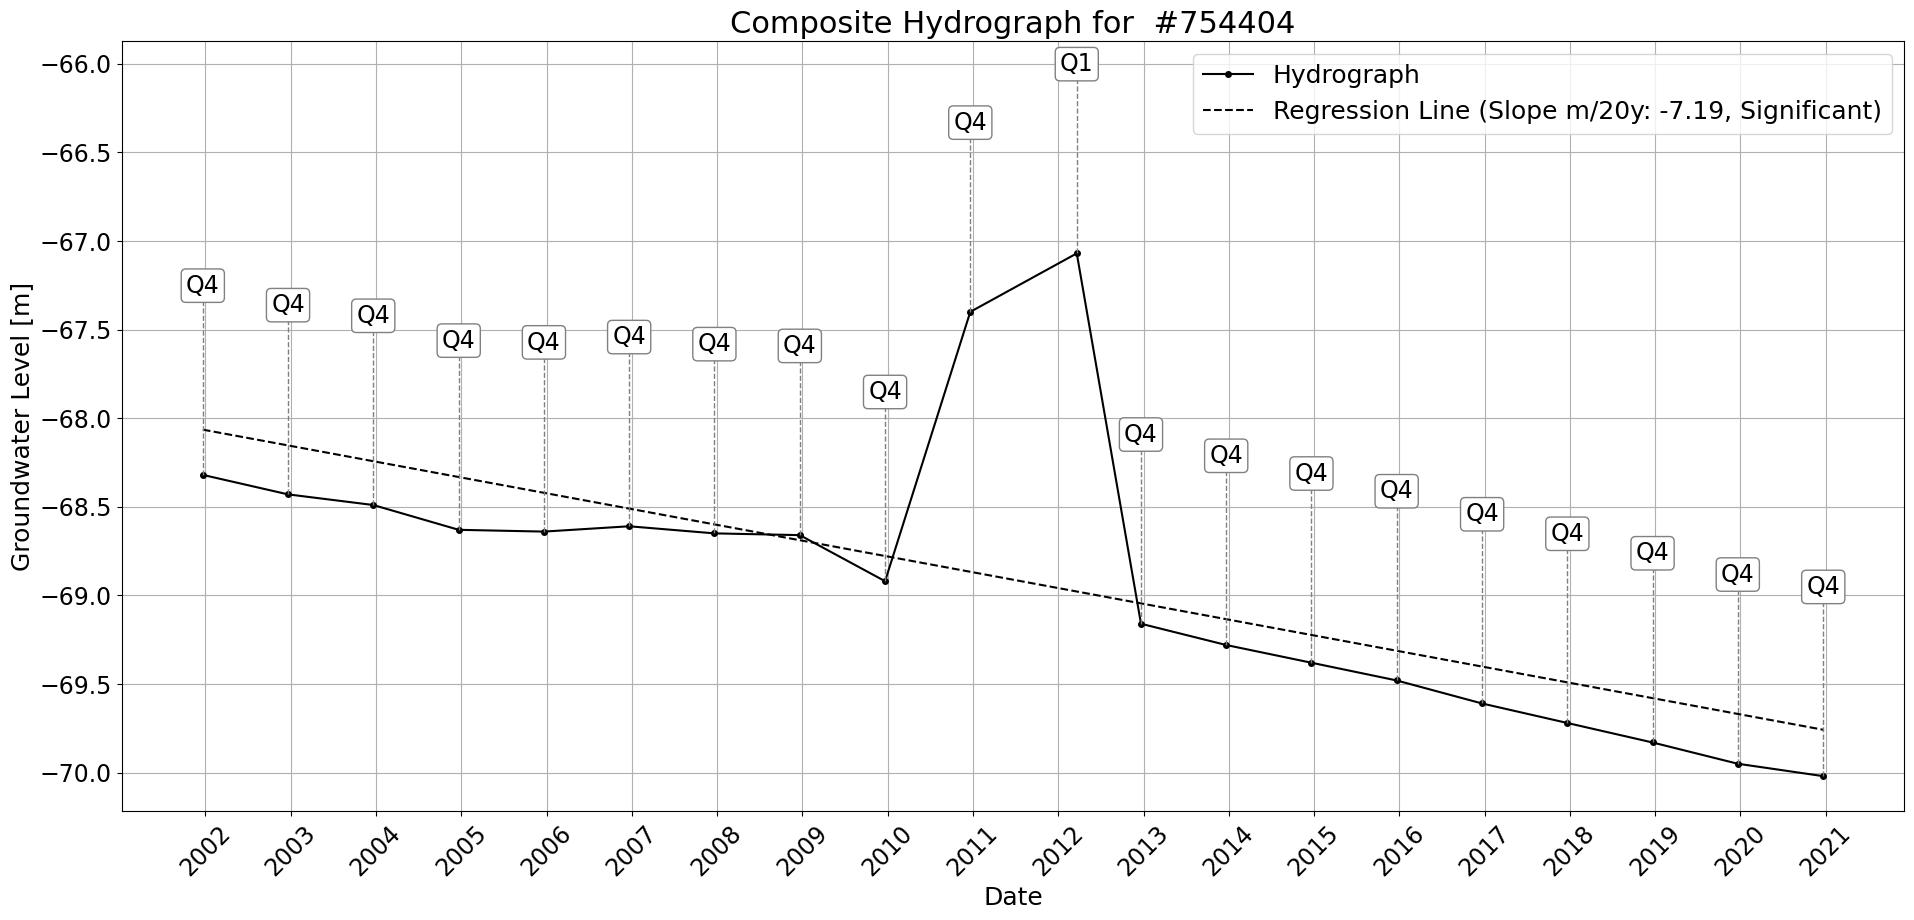 Composite Hydrograph for  #754404
Hydrograph
Regression Line (Slope m/20y: -7.19, Significant)
Groundwater Level [m]
−66.0
−66.5
−67.0
−67.5
−68.0
−68.5
−69.0
−69.5
−70.0
Q4
Q4
Q4
Q4
Q4
Q4
Q4
Q4
Q4
Q4
Q1
Q4
Q4
Q4
Q4
Q4
Q4
Q4
Q4
Q4
2002
2003
2004
2005
2006
2007
2008
2009
2010
2011
2012
2013
2014
2015
2016
2017
2018
2019
2020
2021
Date